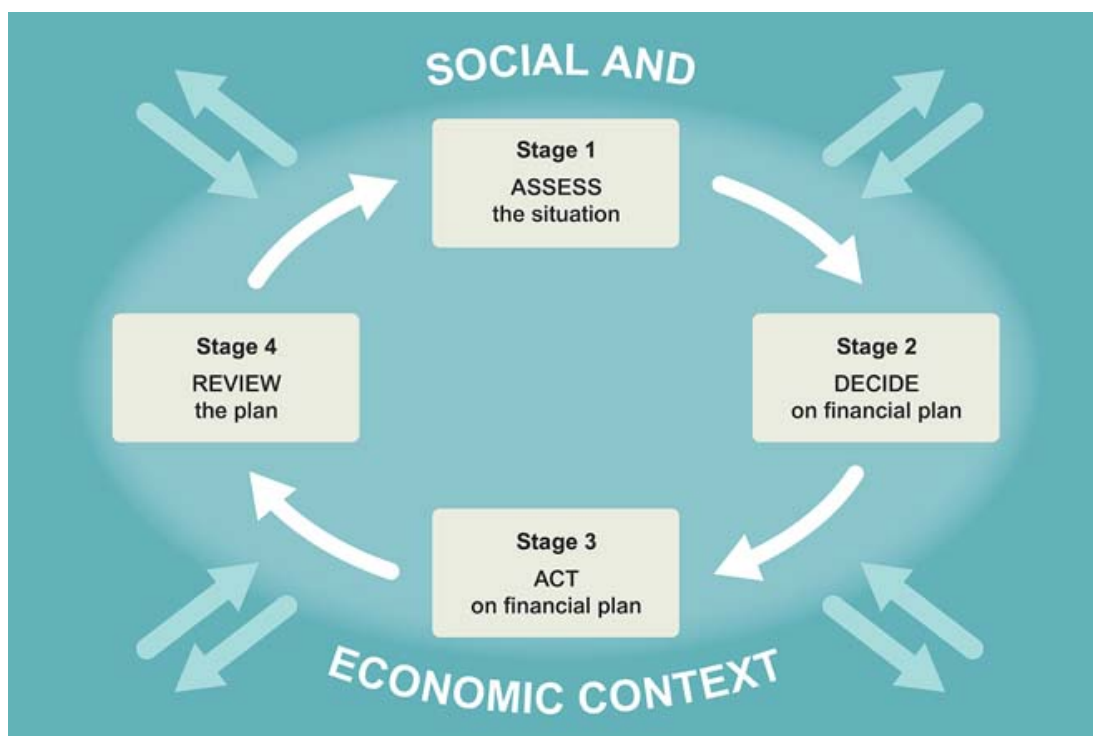 SOCIAL AND
Stage 1
ASSESS
the situation
Stage 4
REVIEW
the plan
Stage 2
DECIDE
on financial plan
Stage 3
ACT
on financial plan
ECONOMIC CONTEXT